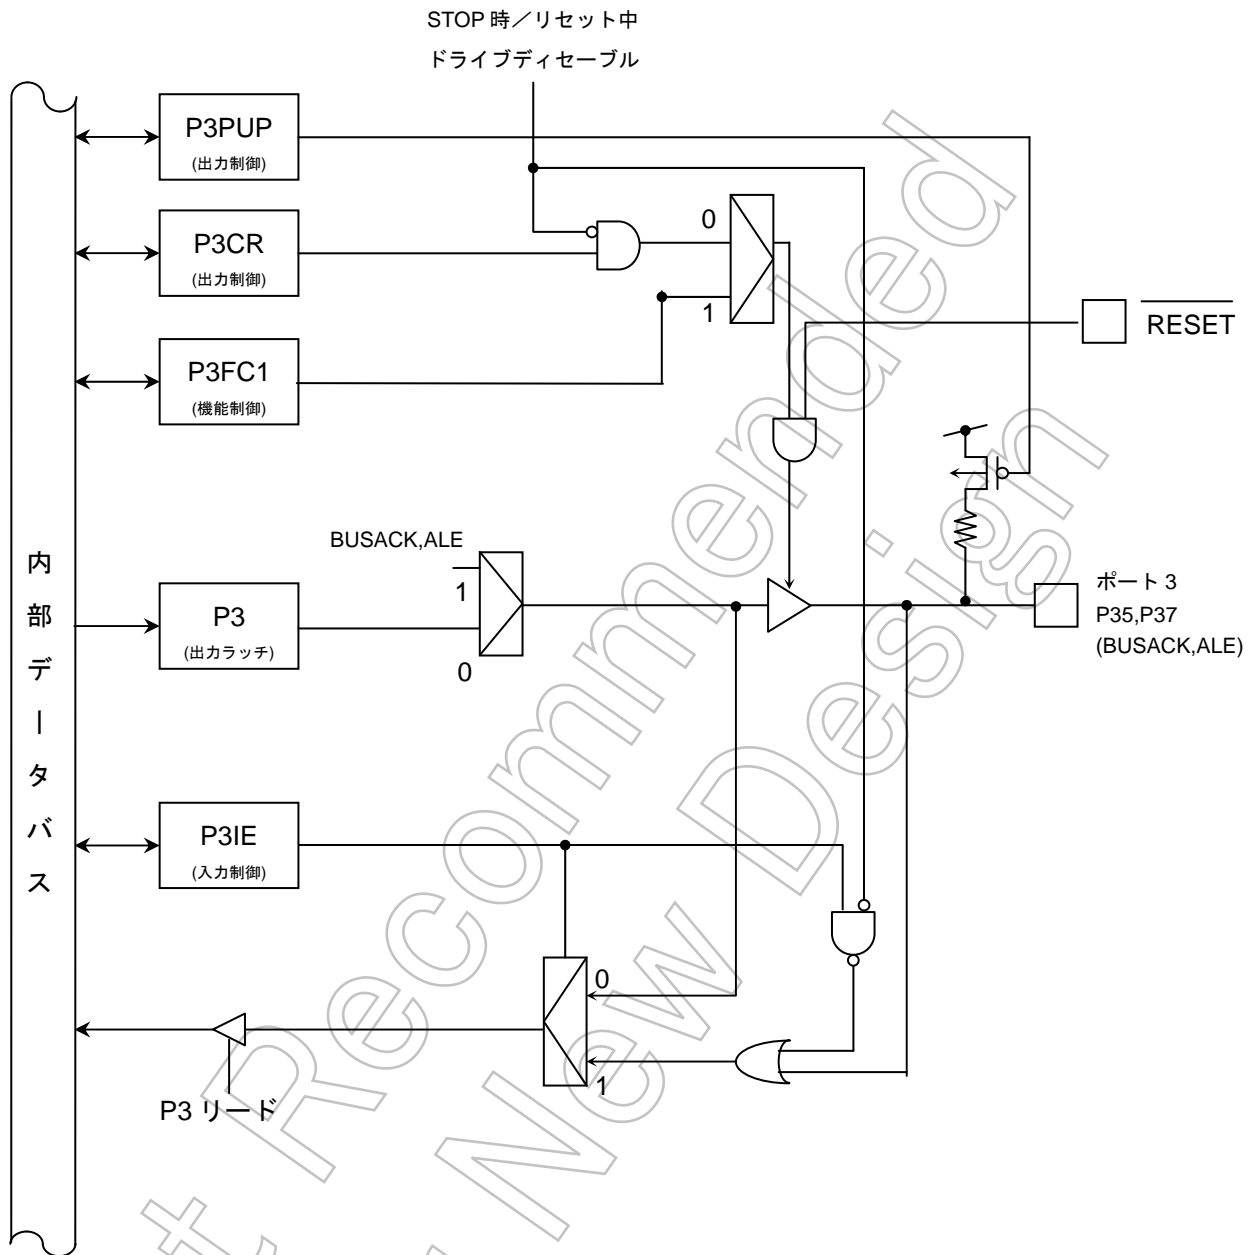 STOP 時／リセット中
ドライブディセーブル
P3PUP
(出力制御)
P3CR
(出力制御)
0
1
RESET
P3FC1
(機能制御)
BUSACK,ALE
1
0
P3
(出力ラッチ)
ポート 3
P35,P37
(BUSACK,ALE)
内部データバス
P3IE
(入力制御)
0
1
P3 リード
t Recommended
New Design